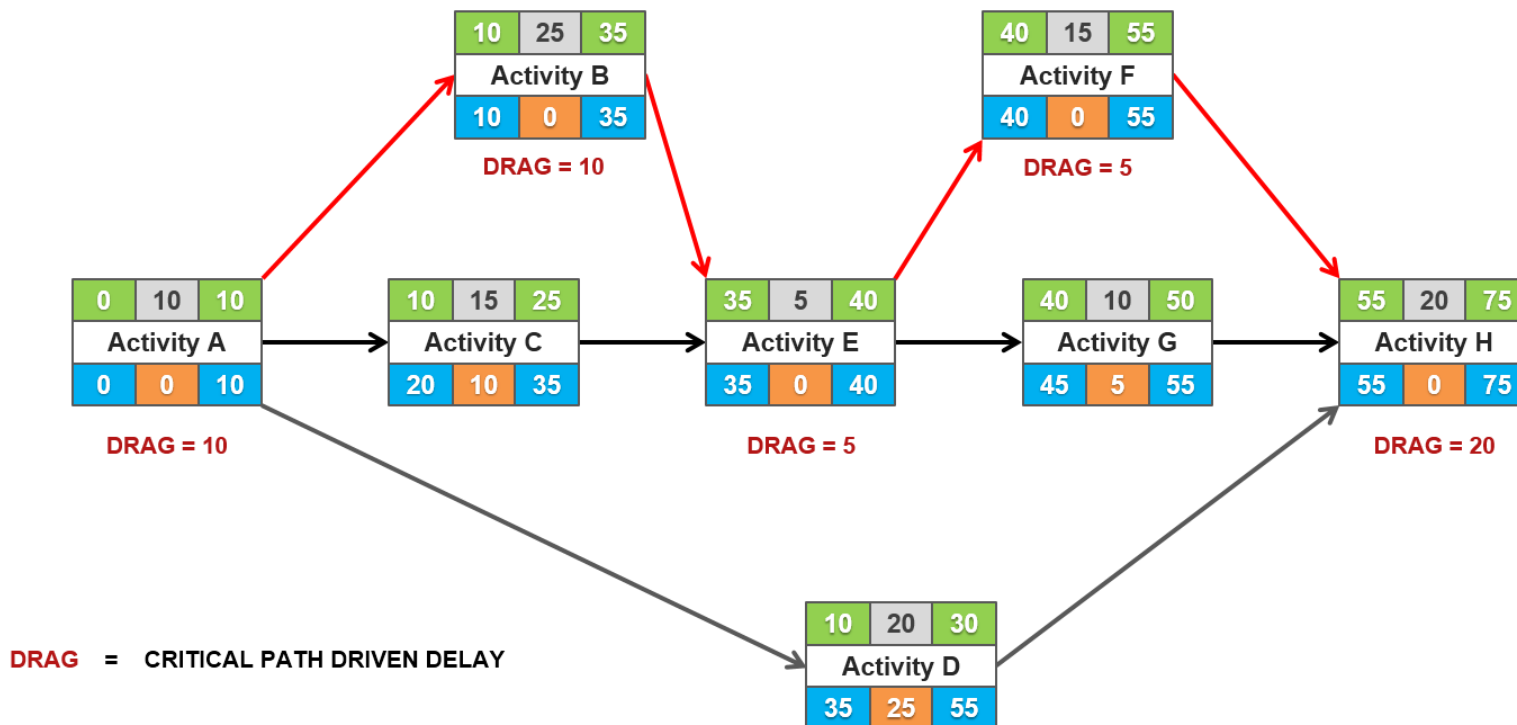 10 25 35
Activity B
10 0 35
DRAG = 10
40 15 55
Activity F
40 0 55
DRAG = 5
0 10 10
Activity A
0 0 10
DRAG = 10
10 15 25
Activity C
20 10 35
35 5 40
Activity E
35 0 40
DRAG = 5
40 10 50
Activity G
45 5 55
55 20 75
Activity H
55 0 75
DRAG = 20
10 20 30
Activity D
35 25 55
DRAG = CRITICAL PATH DRIVEN DELAY